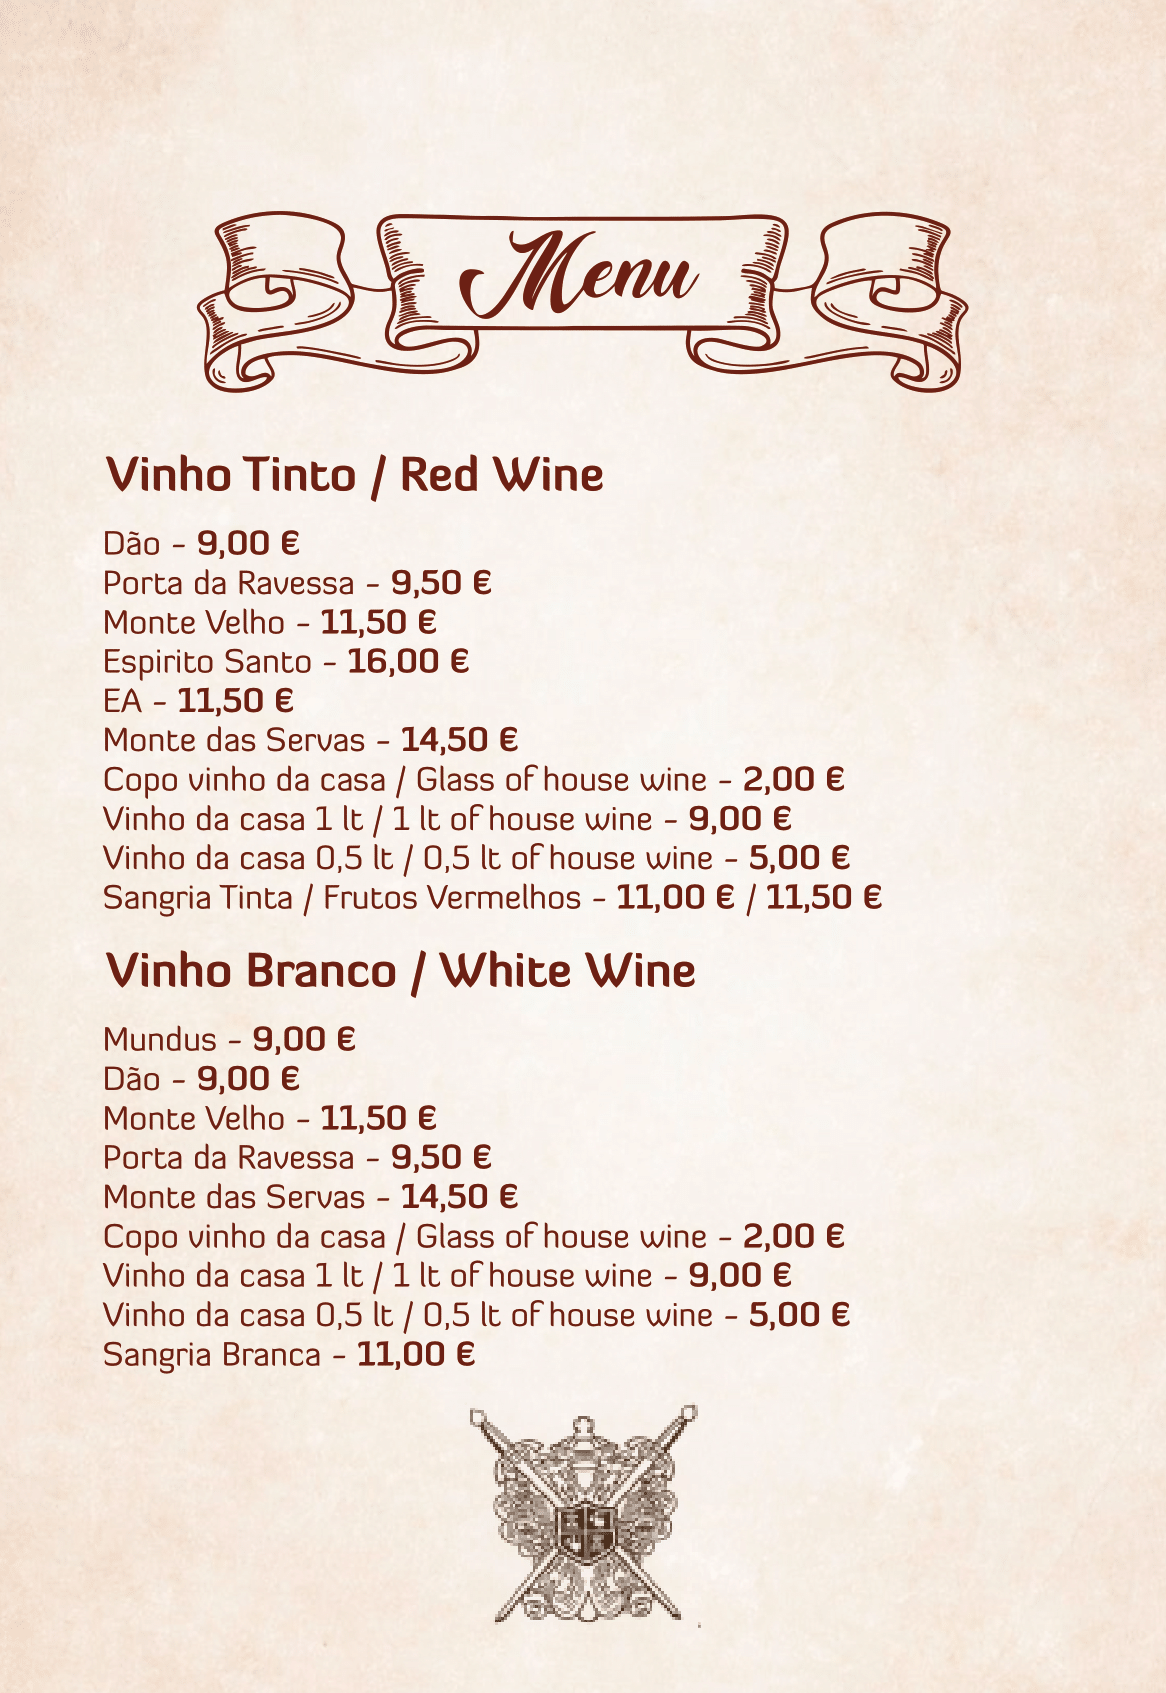 Menu
Vinho Tinto / Red Wine
Dão - 9,00 €
Porta da Ravessa - 9,50 €
Monte Velho - 11,50 €
Espirito Santo - 16,00 €
EA - 11,50 €
Monte das Servas - 14,50 €
Copo vinho da casa / Glass of house wine - 2,00 €
Vinho da casa 1 lt / 1 lt of house wine - 9,00 €
Vinho da casa 0,5 lt / 0,5 lt of house wine - 5,00 €
Sangria Tinta / Frutos Vermelhos - 11,00 € / 11,50 €
Vinho Branco / White Wine
Mundus - 9,00 €
Dão - 9,00 €
Monte Velho - 11,50 €
Porta da Ravessa - 9,50 €
Monte das Servas - 14,50 €
Copo vinho da casa / Glass of house wine - 2,00 €
Vinho da casa 1 lt / 1 lt of house wine - 9,00 €
Vinho da casa 0,5 lt / 0,5 lt of house wine - 5,00 €
Sangria Branca - 11,00 €